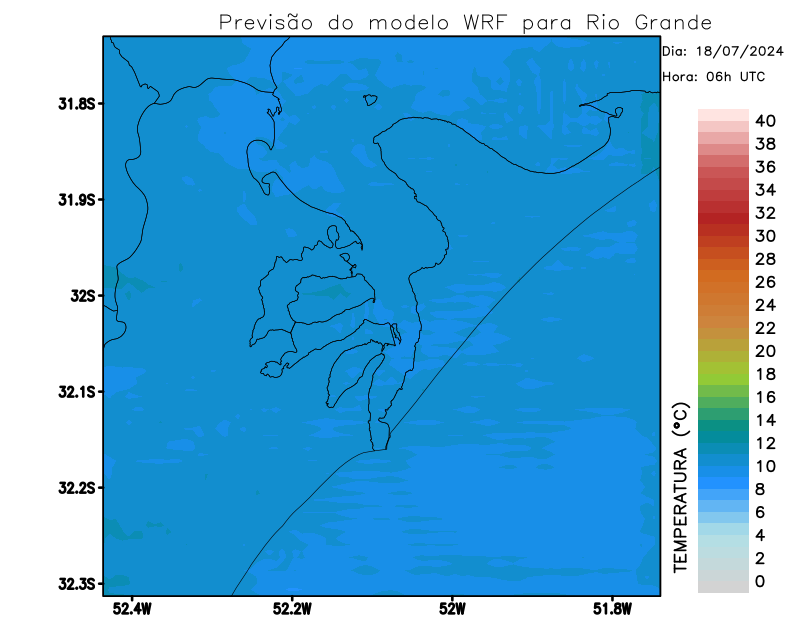 Previsão do modelo WRF para Rio Grande
Dia: 18/07/2024
Hora: 06h UTC
31.8S
31.9S
32S
32.1S
32.2S
32.3S
52.4W
52.2W
52W
51.8W
TEMPERATURA (°C)
40
38
36
34
32
30
28
26
24
22
20
18
16
14
12
10
8
6
4
2
0